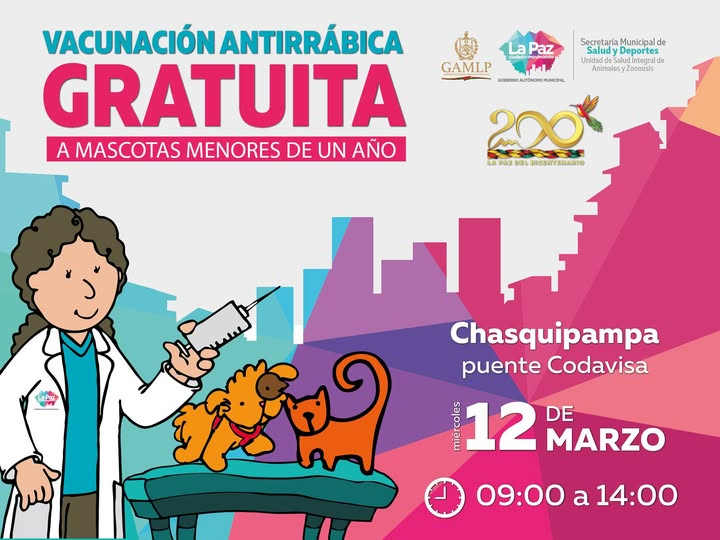 VACUNACIÓN ANTIRRÁBICA
GRATUITA
A MASCOTAS MENORES DE UN AÑO
GAMLP
La Paz
GOBIERNO AUTÓNOMO MUNICIPAL
Secretaría Municipal de
Salud y Deportes
Unidad de Salud Integral de
Animales y Zoonosis
200
LA PAZ DEL BICENTENARIO
La Paz
Chasquipampa
puente Codavisa
miércoles
12 DE
MARZO
09:00 a 14:00